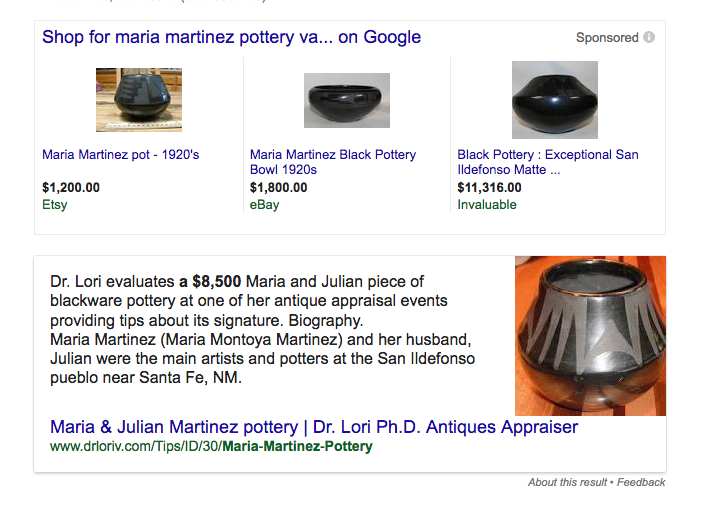 Shop for maria martinez pottery va... on Google
Sponsored
Maria Martinez pot - 1920's
$1,200.00
Etsy
Maria Martinez Black Pottery
Bowl 1920s
$1,800.00
eBay
Black Pottery : Exceptional San
Ildefonso Matte ...
$11,316.00
Invaluable
Dr. Lori evaluates a $8,500 Maria and Julian piece of
blackware pottery at one of her antique appraisal events
providing tips about its signature. Biography.
Maria Martinez (Maria Montoya Martinez) and her husband,
Julian were the main artists and potters at the San Ildefonso
pueblo near Santa Fe, NM.
Maria & Julian Martinez pottery | Dr. Lori Ph.D. Antiques Appraiser
www.drloriv.com/Tips/ID/30/Maria-Martinez-Pottery
About this result • Feedback